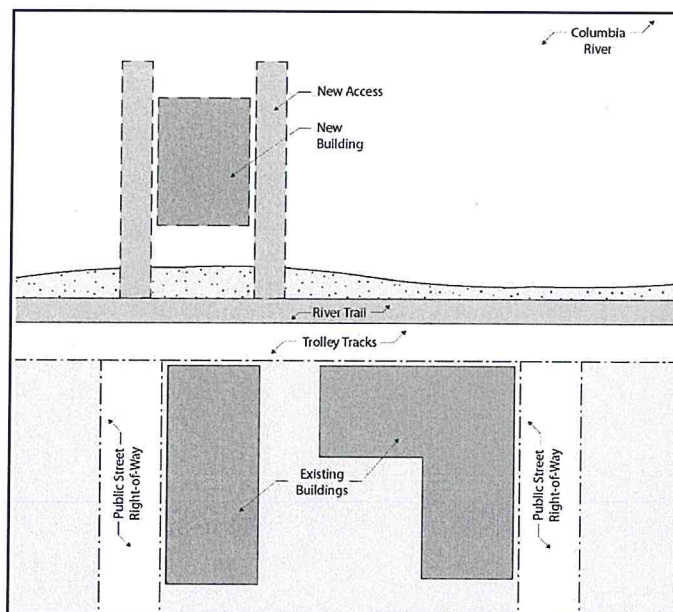 Columbia
River
New Access
New
Building
River Trail
Trolley Tracks
Public Street
Right-of-Way
Existing
Buildings
Public Street
Right-of-Way